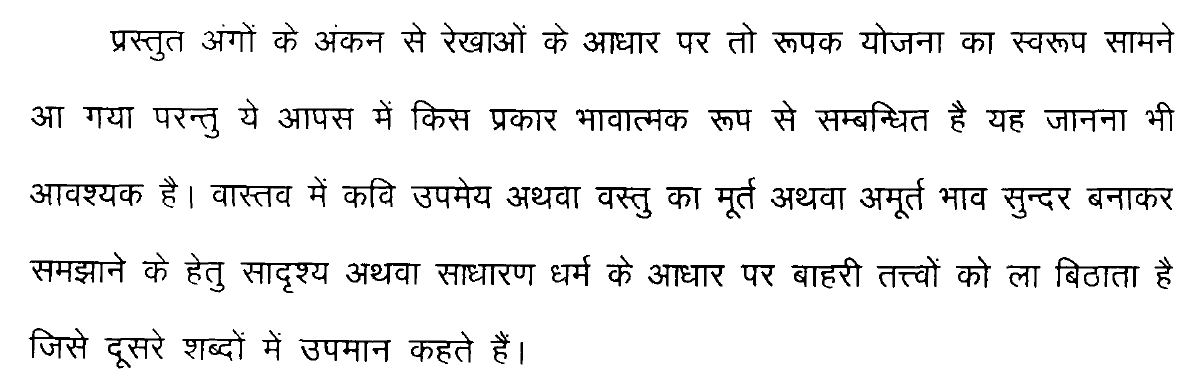 प्रस्तुत अंगों के अंकन से रेखाओं के आधार पर तो रूपक योजना का स्वरूप सामने
आ गया परन्तु ये आपस में किस प्रकार भावात्मक रूप से सम्बन्धित है यह जानना भी
आवश्यक है। वास्तव में कवि उपमेय अथवा वस्तु का मूर्त अथवा अमूर्त भाव सुन्दर बनाकर
समझाने के हेतु सादृश्य अथवा साधारण धर्म के आधार पर बाहरी तत्त्वों को ला बिठाता है
जिसे दूसरे शब्दों में उपमान कहते हैं।